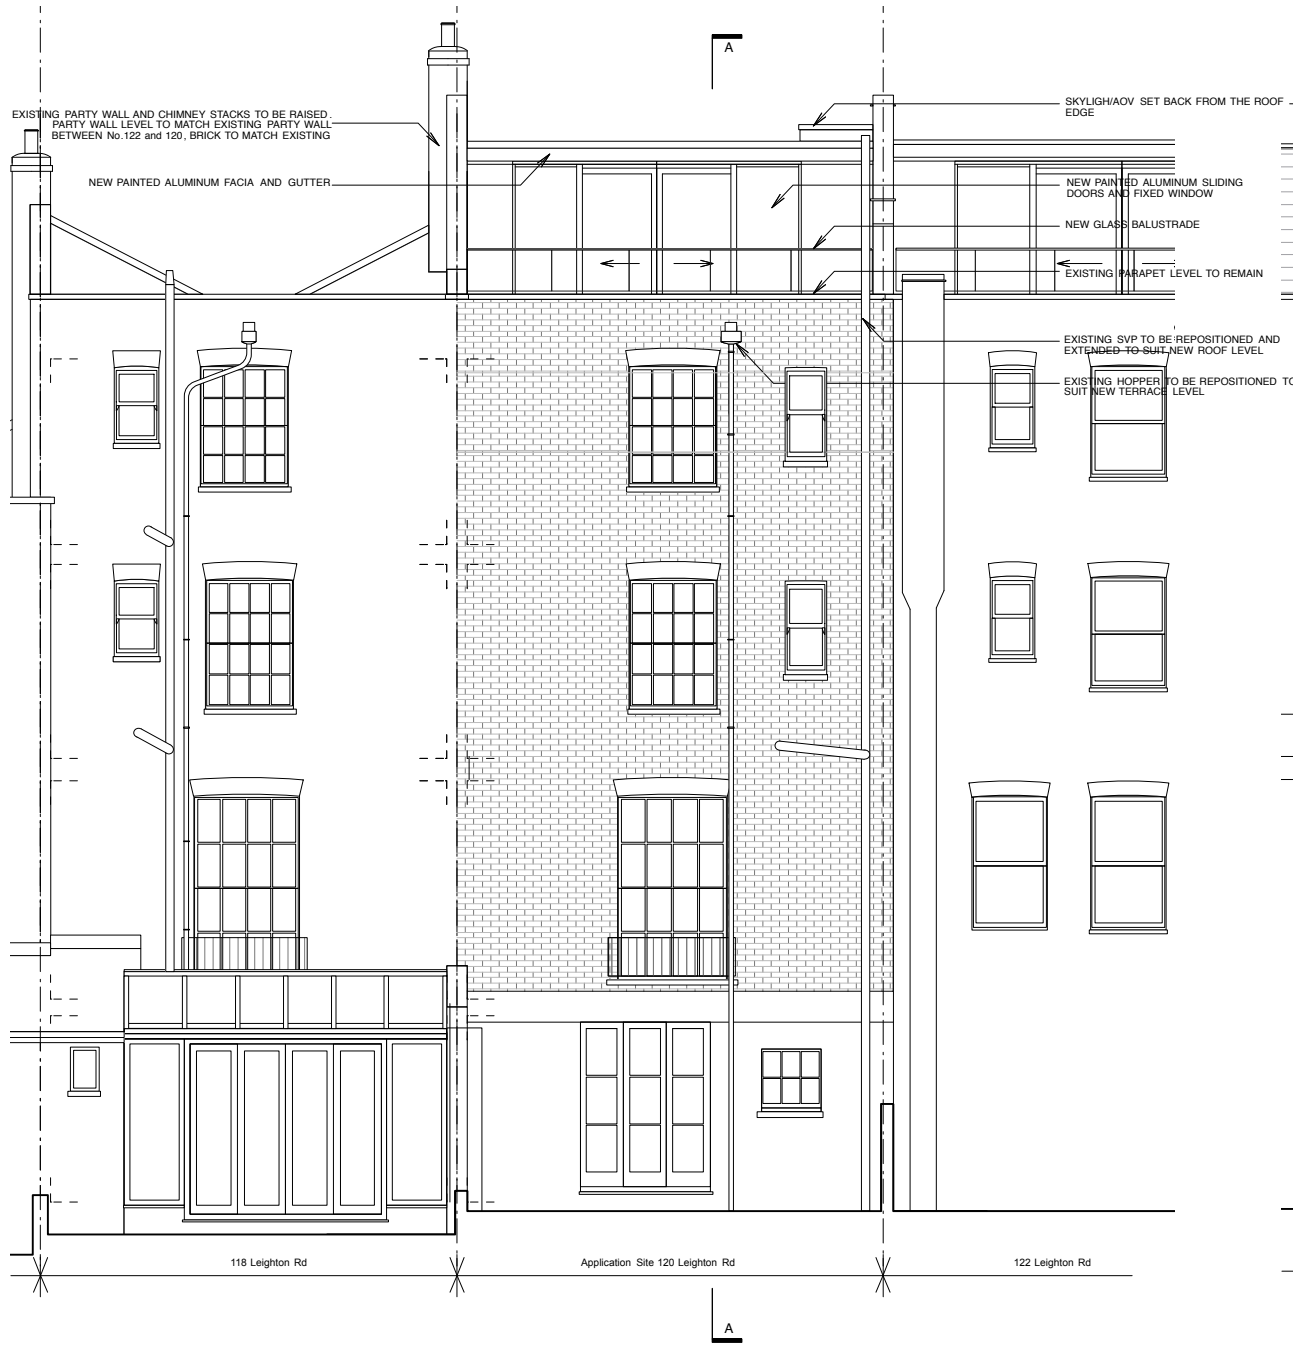 A
EXISTING PARTY WALL AND CHIMNEY STACKS TO BE RAISED.
PARTY WALL LEVEL TO MATCH EXISTING PARTY WALL
BETWEEN No.122 and 120, BRICK TO MATCH EXISTING
NEW PAINTED ALUMINUM FACIA AND GUTTER
SKYLIGH/AOV SET BACK FROM THE ROOF
EDGE
NEW PAINTED ALUMINUM SLIDING
DOORS AND FIXED WINDOW
NEW GLASS BALUSTRADE
EXISTING PARAPET LEVEL TO REMAIN
EXISTING SVP TO BE REPOSITIONED AND
EXTENDED TO SUIT NEW ROOF LEVEL
EXISTING HOPPER TO BE REPOSITIONED TO
SUIT NEW TERRACE LEVEL
118 Leighton Rd
Application Site 120 Leighton Rd
122 Leighton Rd
A